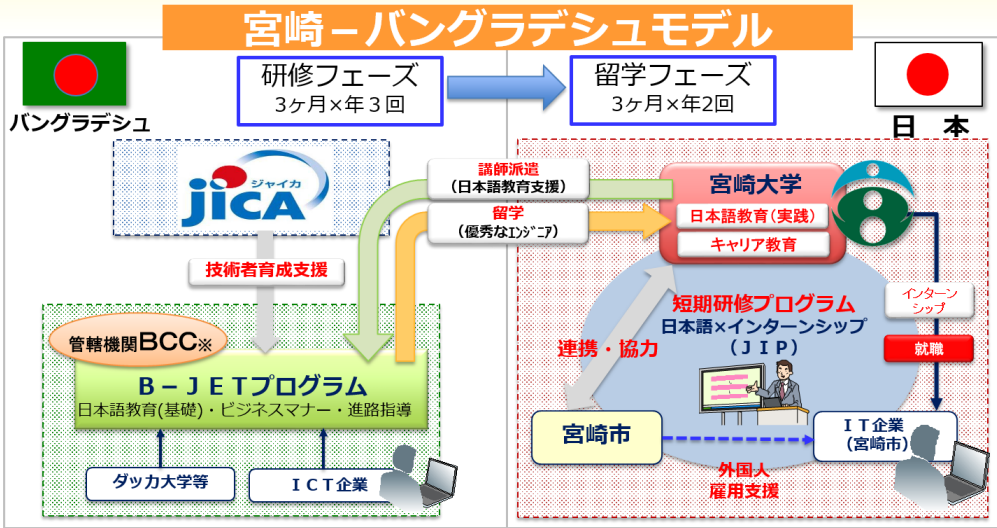 宮崎－バングラデシュモデル
バングラデシュ
研修フェーズ
3ヶ月×年３回
留学フェーズ
3ヶ月×年2回
日　本
ジャイカ
JICA
講師派遣
（日本語教育支援）
留学
（優秀なｴﾝｼﾞﾆｱ）
宮崎大学
日本語教育（実践）
キャリア教育
技術者育成支援
インターン
シップ
就職
短期研修プログラム
日本語×インターンシップ
（ＪＩＰ）
連携・協力
管轄機関BCC※
Ｂ－ＪＥＴプログラム
日本語教育(基礎)・ビジネスマナー・進路指導
ダッカ大学等
ＩＣＴ企業
宮崎市
ＩＴ企業
（宮崎市）
外国人
雇用支援